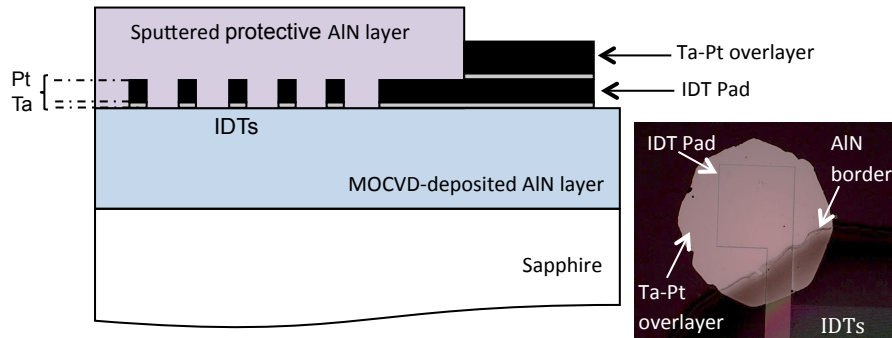 Sputtered protective AlN layer
Ta-Pt overlayer
Pt
IDT Pad
Ta
IDTs
MOCVD-deposited AlN layer
Sapphire
IDT Pad
AlN
border
Ta-Pt
overlayer
IDTs